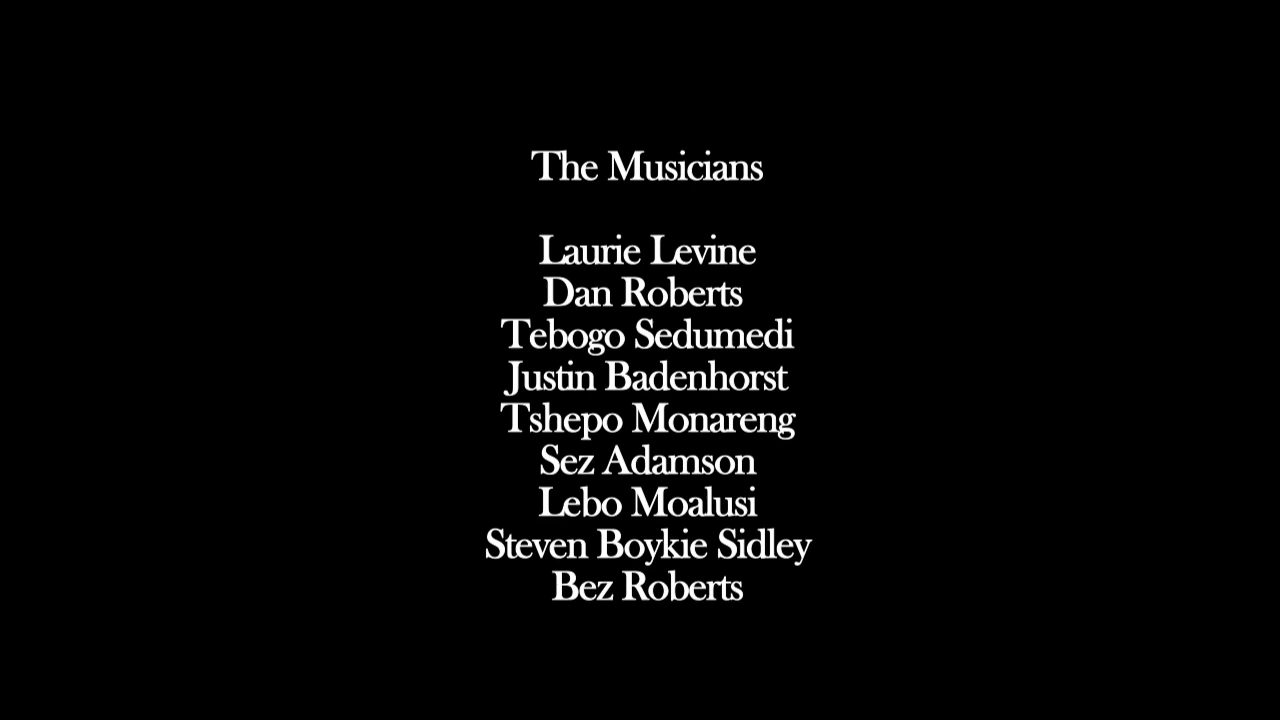 The Musicians
Laurie Levine
Dan Roberts
Tebogo Sedumedi
Justin Badenhorst
Tshepo Monareng
Sez Adamson
Lebo Moalusi
Steven Boykie Sidley
Bez Roberts